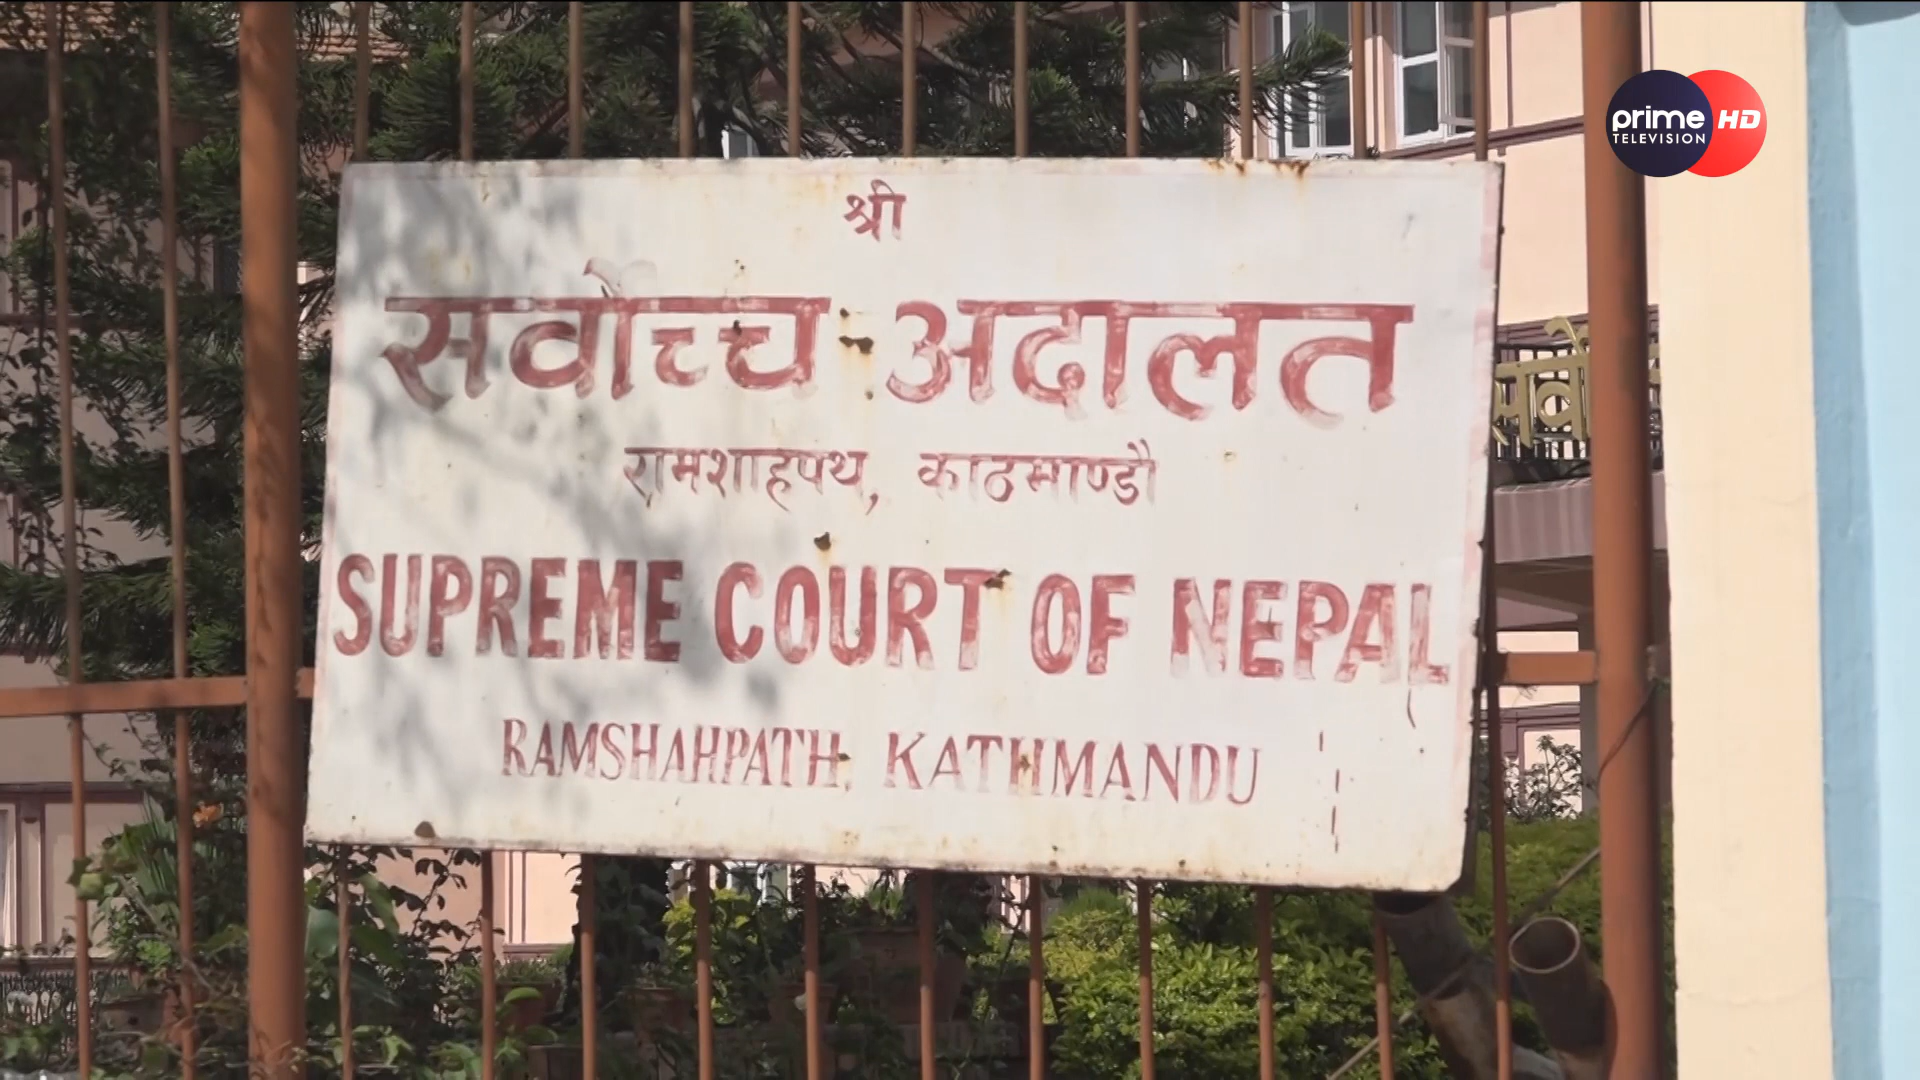 prime HD
TELEVISION
श्री
सर्वोच्च अदालत
रामशाहपथ, काठमाण्डौ
SUPREME COURT OF NEPAL
RAMSHAHPATH, KATHMANDU